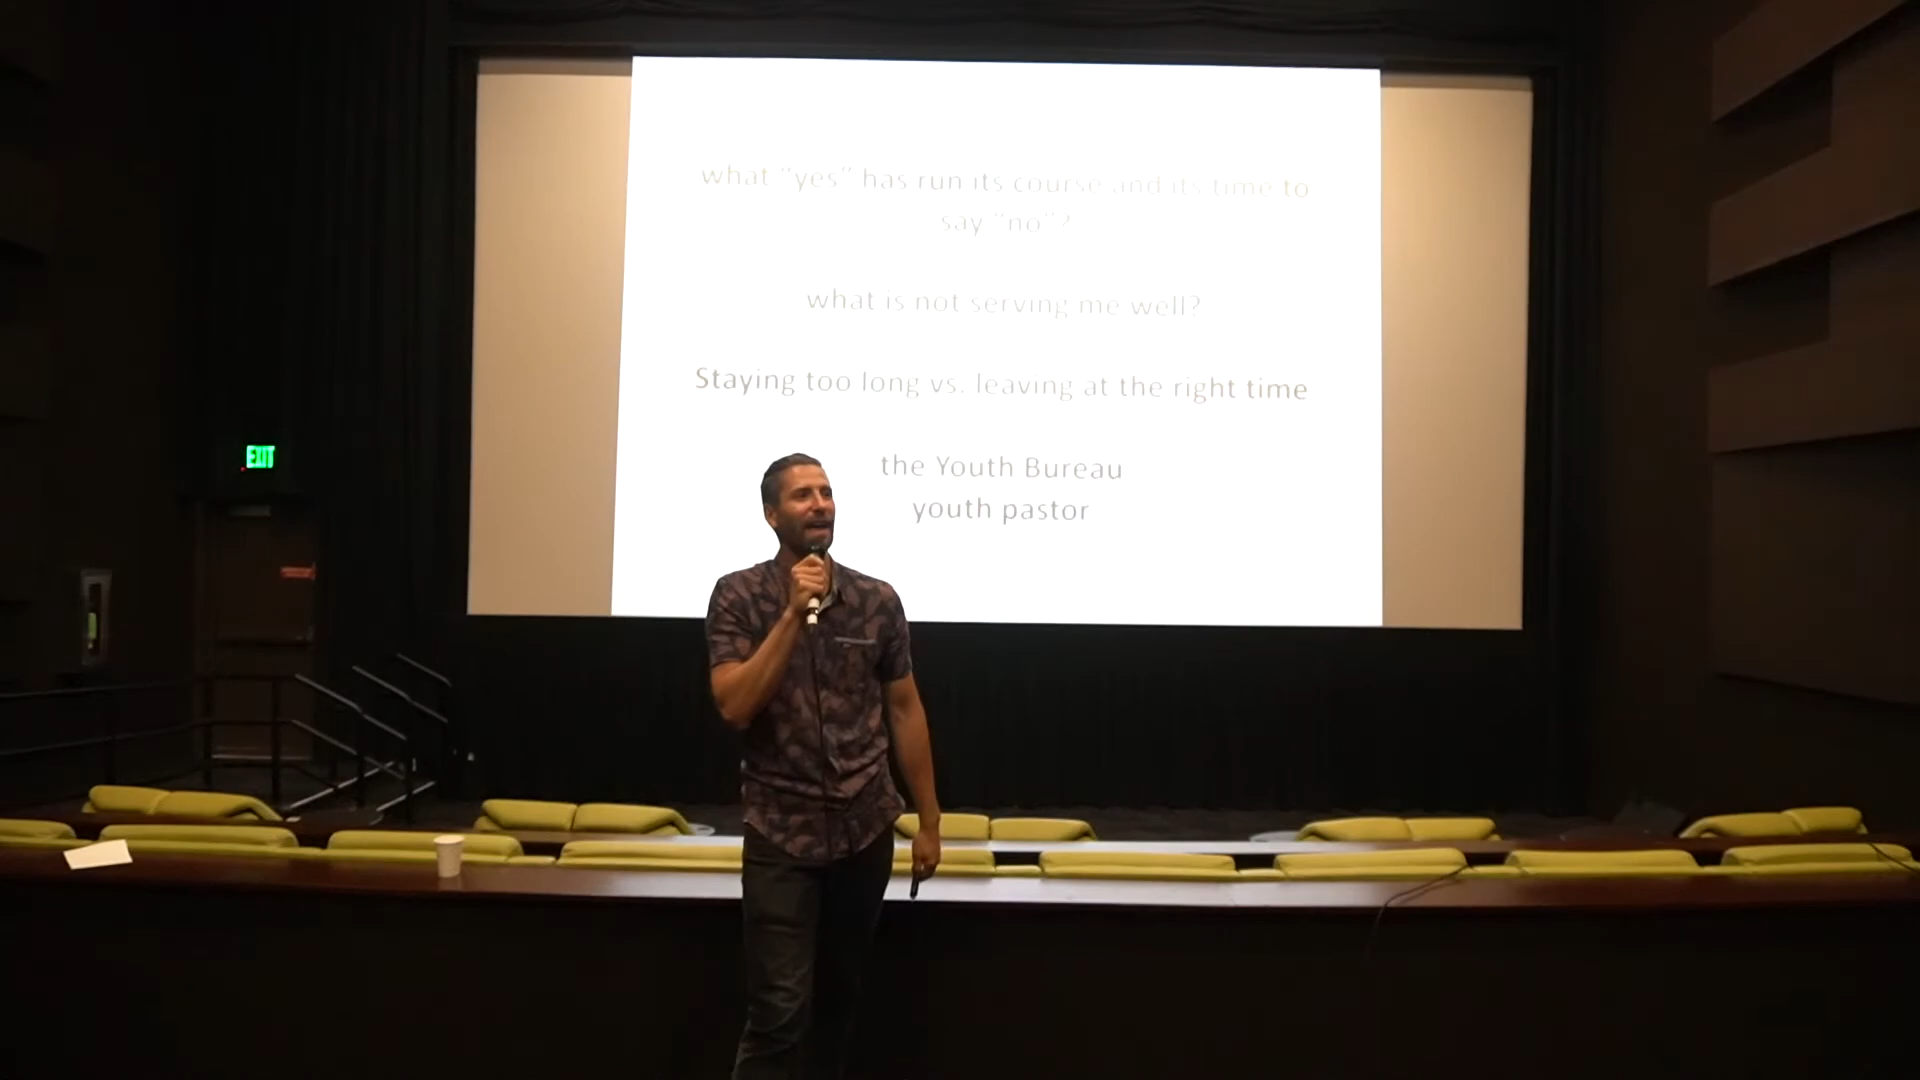 what “yes” has run its course and its time to
say “no”?
what is not serving me well?
Staying too long vs. leaving at the right time
the Youth Bureau
youth pastor
EXIT